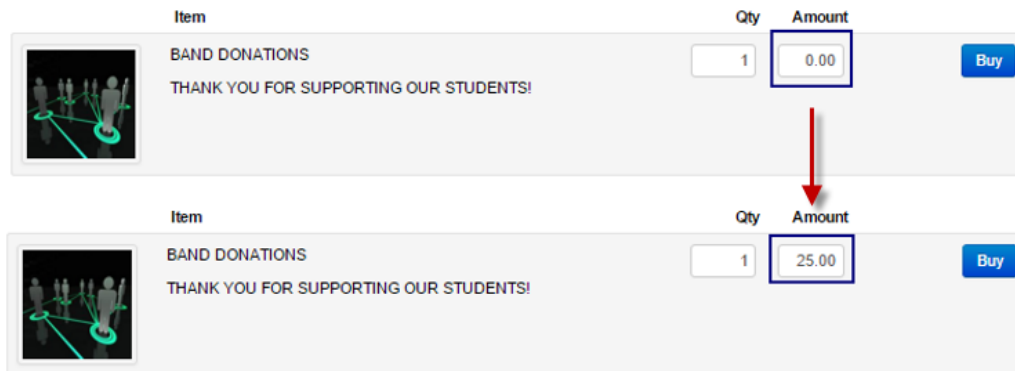 Item Qty Amount
BAND DONATIONS 1 0.00 Buy
THANK YOU FOR SUPPORTING OUR STUDENTS!
Item Qty Amount
BAND DONATIONS 1 25.00 Buy
THANK YOU FOR SUPPORTING OUR STUDENTS!